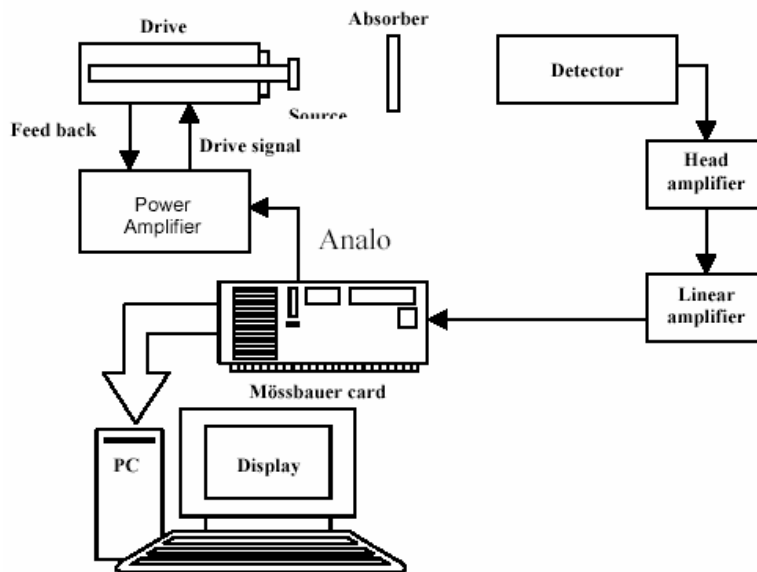 Drive
Absorber
Detector
Source
Feed back
Drive signal
Head
amplifier
Power
Amplifier
Analo
Linear
amplifier
Mössbauer card
PC
Display